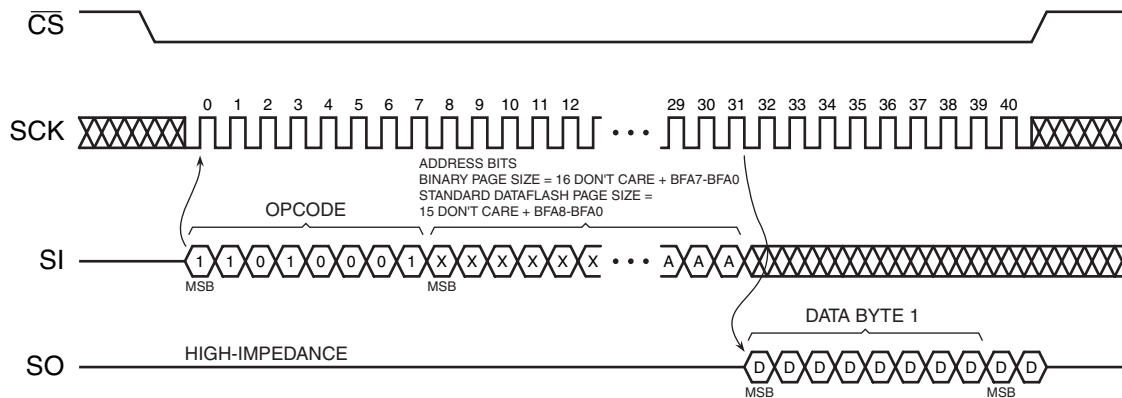 CS
SCK
0 1 2 3 4 5 6 7 8 9 10 11 12 29 30 31 32 33 34 35 36 37 38 39 40
ADDRESS BITS
BINARY PAGE SIZE = 16 DON'T CARE + BFA7-BFA0
STANDARD DATAFLASH PAGE SIZE =
15 DON'T CARE + BFA8-BFA0
OPCODE
SI
1 1 0 1 0 0 0 1 X X X X X X A A A
MSB MSB
DATA BYTE 1
SO
HIGH-IMPEDANCE
D D D D D D D D D D
MSB MSB